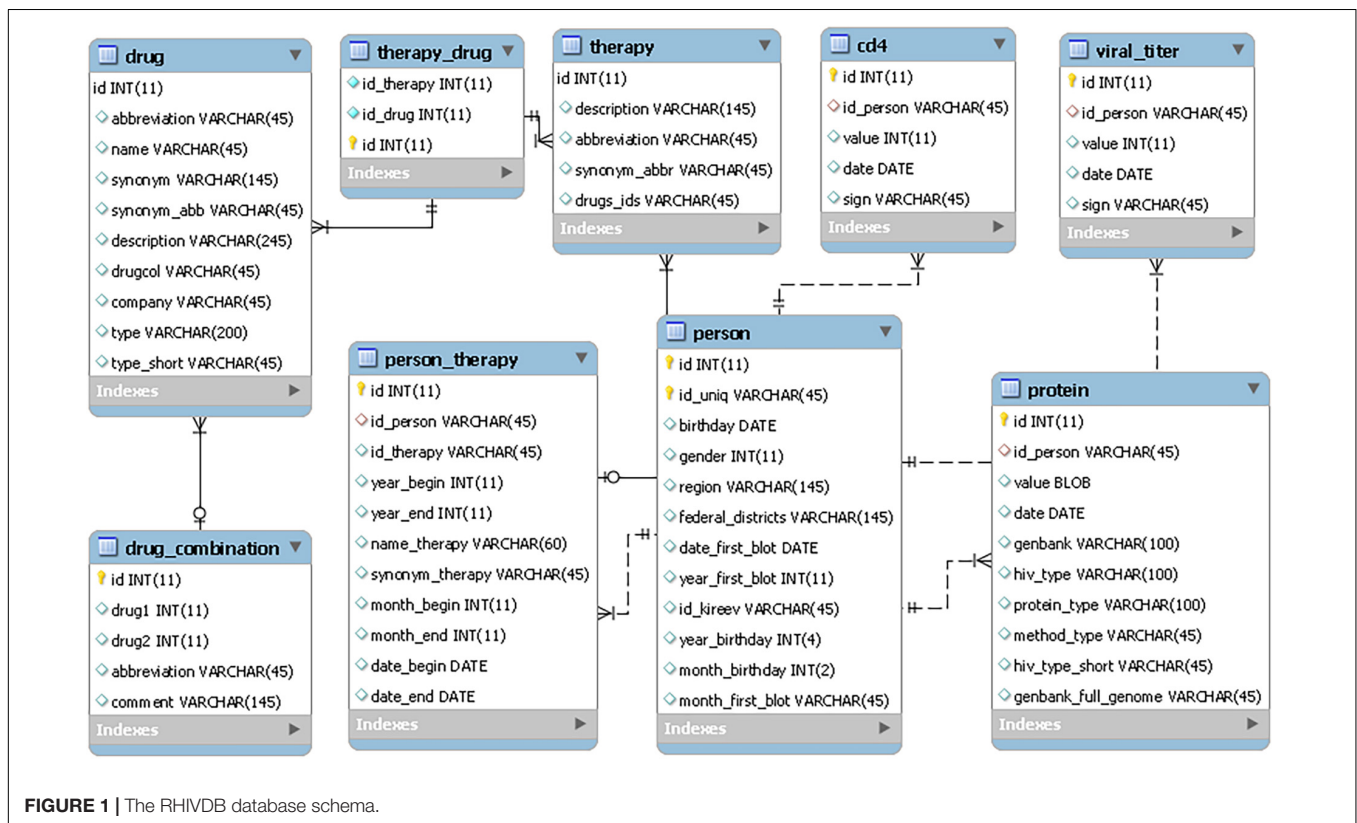 drug
id INT(11)
abbreviation VARCHAR(45)
name VARCHAR(45)
synonym VARCHAR(145)
synonym_abb VARCHAR(45)
description VARCHAR(245)
drugcol VARCHAR(45)
company VARCHAR(45)
type VARCHAR(200)
type_short VARCHAR(45)
Indexes
therapy_drug
id_therapy INT(11)
id_drug INT(11)
id INT(11)
Indexes
therapy
id INT(11)
description VARCHAR(145)
abbreviation VARCHAR(45)
synonym_abbr VARCHAR(45)
drugs_ids VARCHAR(45)
Indexes
cd4
id INT(11)
id_person VARCHAR(45)
value INT(11)
date DATE
sign VARCHAR(45)
Indexes
viral_titer
id INT(11)
id_person VARCHAR(45)
value INT(11)
date DATE
sign VARCHAR(45)
Indexes
drug_combination
id INT(11)
drug1 INT(11)
drug2 INT(11)
abbreviation VARCHAR(45)
comment VARCHAR(145)
Indexes
person_therapy
id INT(11)
id_person VARCHAR(45)
id_therapy VARCHAR(45)
year_begin INT(11)
year_end INT(11)
name_therapy VARCHAR(60)
synonym_therapy VARCHAR(45)
month_begin INT(11)
month_end INT(11)
date_begin DATE
date_end DATE
Indexes
person
id INT(11)
id_uniq VARCHAR(45)
birthday DATE
gender INT(11)
region VARCHAR(145)
federal_districts VARCHAR(145)
date_first_blot DATE
year_first_blot INT(11)
id_kireev VARCHAR(45)
year_birthday INT(4)
month_birthday INT(2)
month_first_blot VARCHAR(45)
Indexes
protein
id INT(11)
id_person VARCHAR(45)
value BLOB
date DATE
genbank VARCHAR(100)
hiv_type VARCHAR(100)
protein_type VARCHAR(100)
method_type VARCHAR(45)
hiv_type_short VARCHAR(45)
genbank_full_genome VARCHAR(45)
Indexes
FIGURE 1 | The RHIVDB database schema.